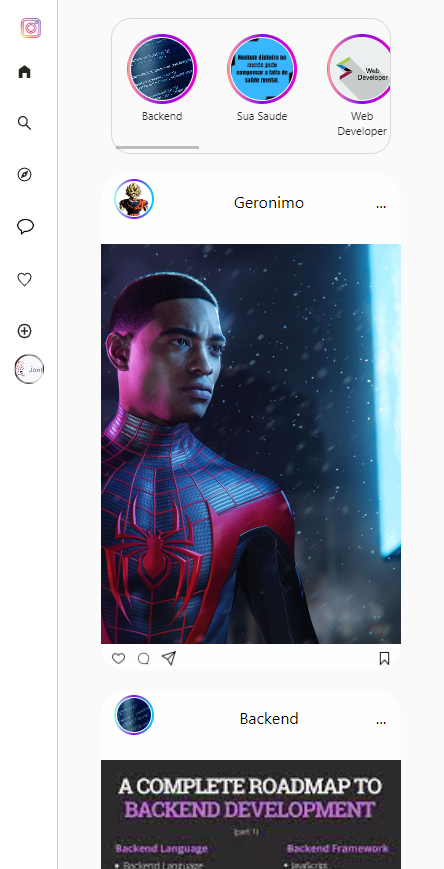 Nenhum dinheiro no
mundo pode
compensar a falta de
saúde mental.
Web
Developer
Backend
Sua Saude
Web
Developer
Geronimo
...
Backend
...
A COMPLETE ROADMAP TO
BACKEND DEVELOPMENT
(part 1)
Backend Language
Backend Framework
Backend Language
JavaScript